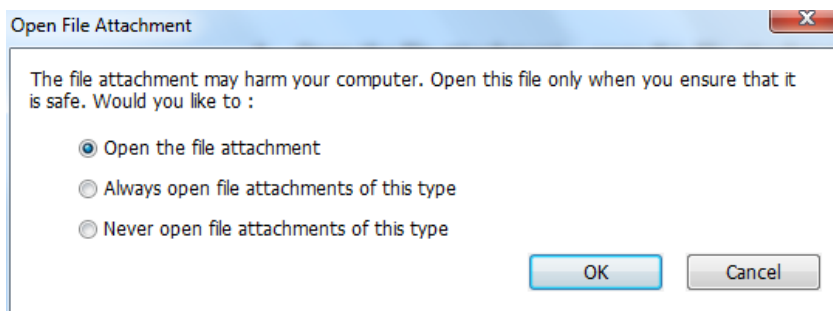 Open File Attachment
The file attachment may harm your computer. Open this file only when you ensure that it
is safe. Would you like to :
Open the file attachment
Always open file attachments of this type
Never open file attachments of this type
OK Cancel